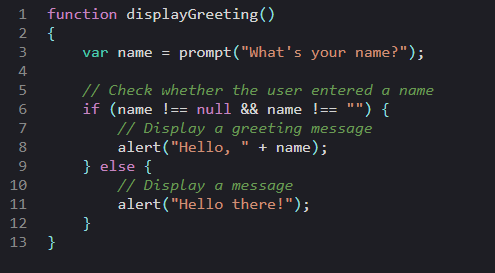 1 function displayGreeting()
2 {
3     var name = prompt("What's your name?");
4
5     // Check whether the user entered a name
6     if (name !== null && name !== "") {
7         // Display a greeting message
8         alert("Hello, " + name);
9     } else {
10         // Display a message
11         alert("Hello there!");
12     }
13 }